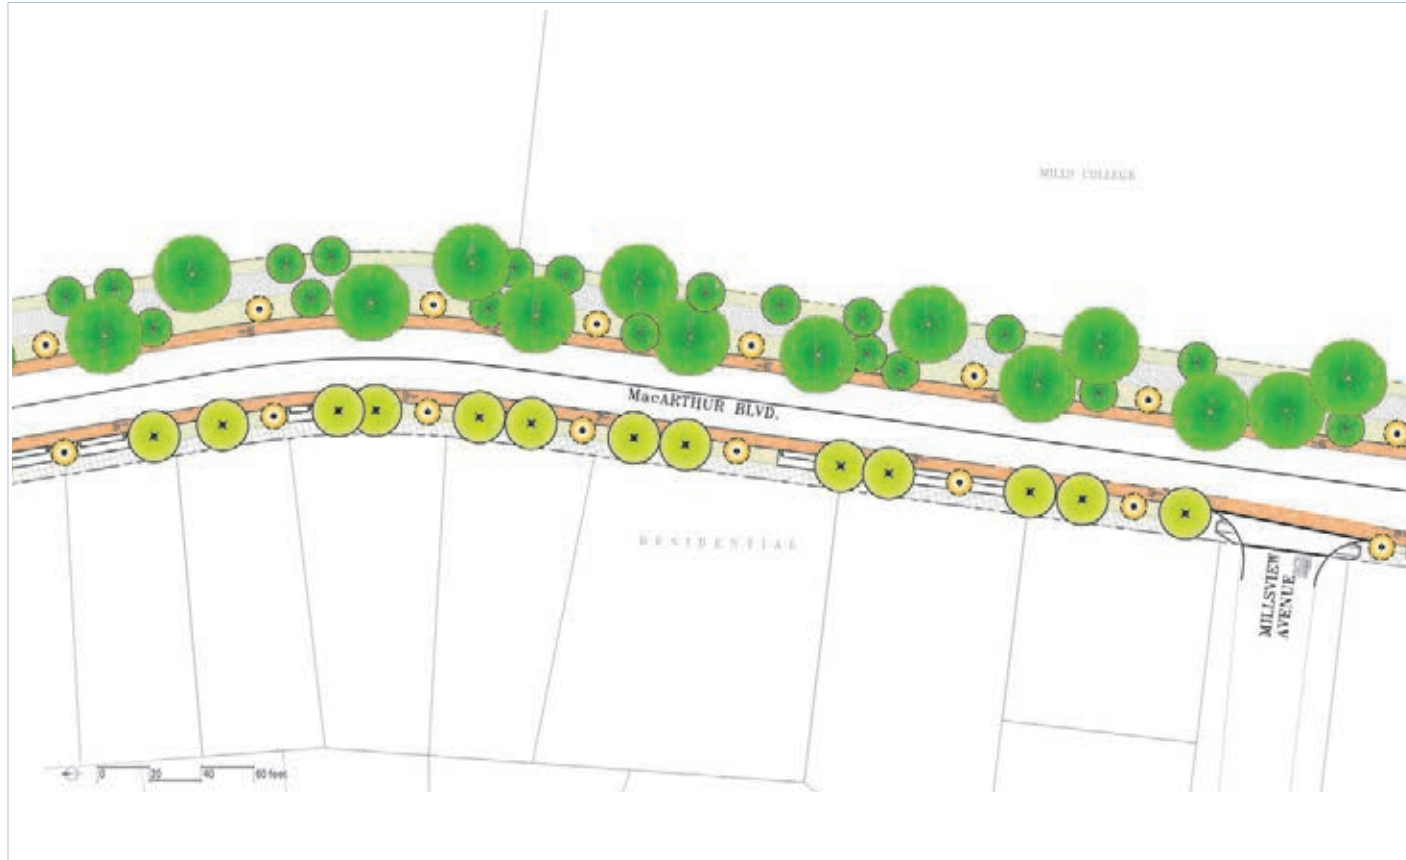 MILLS COLLEGE
MacARTHUR BLVD.
RESIDENTIAL
MILLSVIEW
AVENUE
0 20 40 60 feet